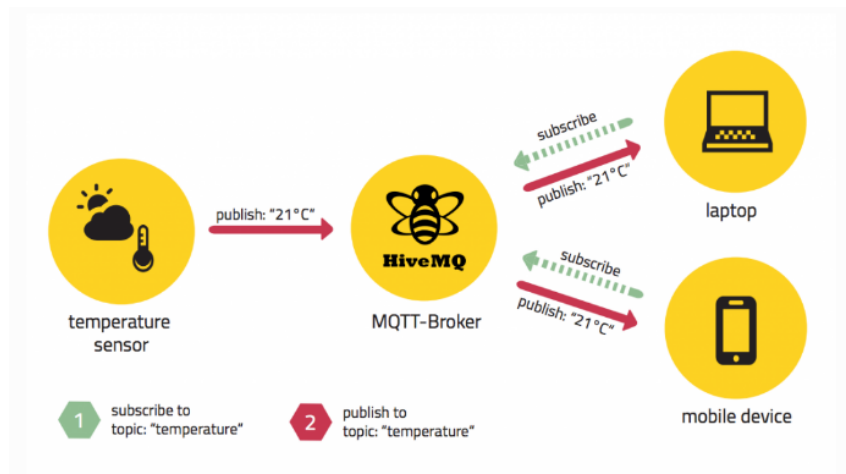 subscribe
publish: "21°C"
laptop
publish: "21°C"
HiveMQ
subscribe
publish: "21°C"
temperature
sensor
MQTT-Broker
mobile device
1
subscribe to
topic: "temperature"
2
publish to
topic: "temperature"